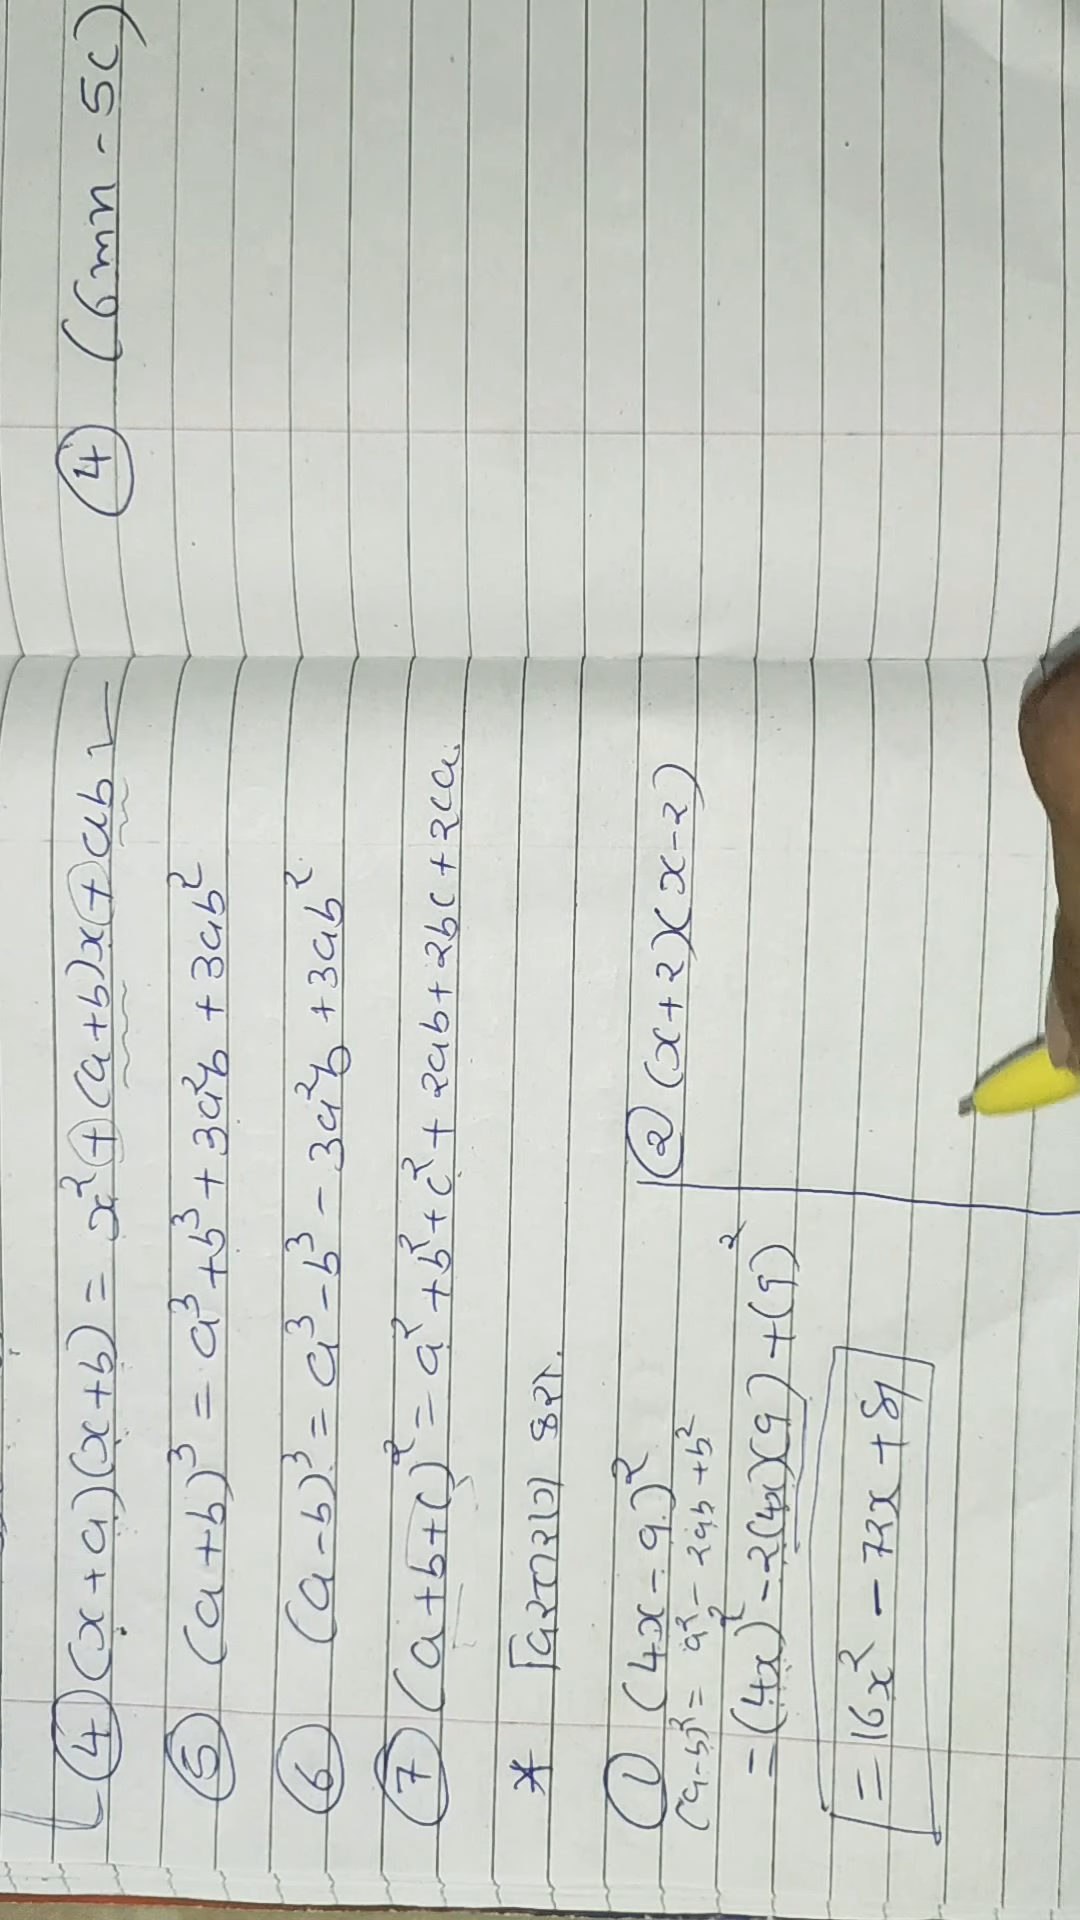 ④ (x+a)(x+b) = x²+(a+b)x+ab
⑤ (a+b)³ = a³+b³+3a²b+3ab²
⑥ (a-b)³ = a³-b³-3a²b+3ab²
⑦ (a+b+c)² = a²+b²+c²+2ab+2bc+2ca.
* વિસ્તરણ કરો.
① (4x-9)²
(a-b)² = a²-2ab+b²
= (4x)²-2(4x)(9)+(9)²
= 16x²-72x+81
② (x+2)(x-2)
④ (6mn-5c)